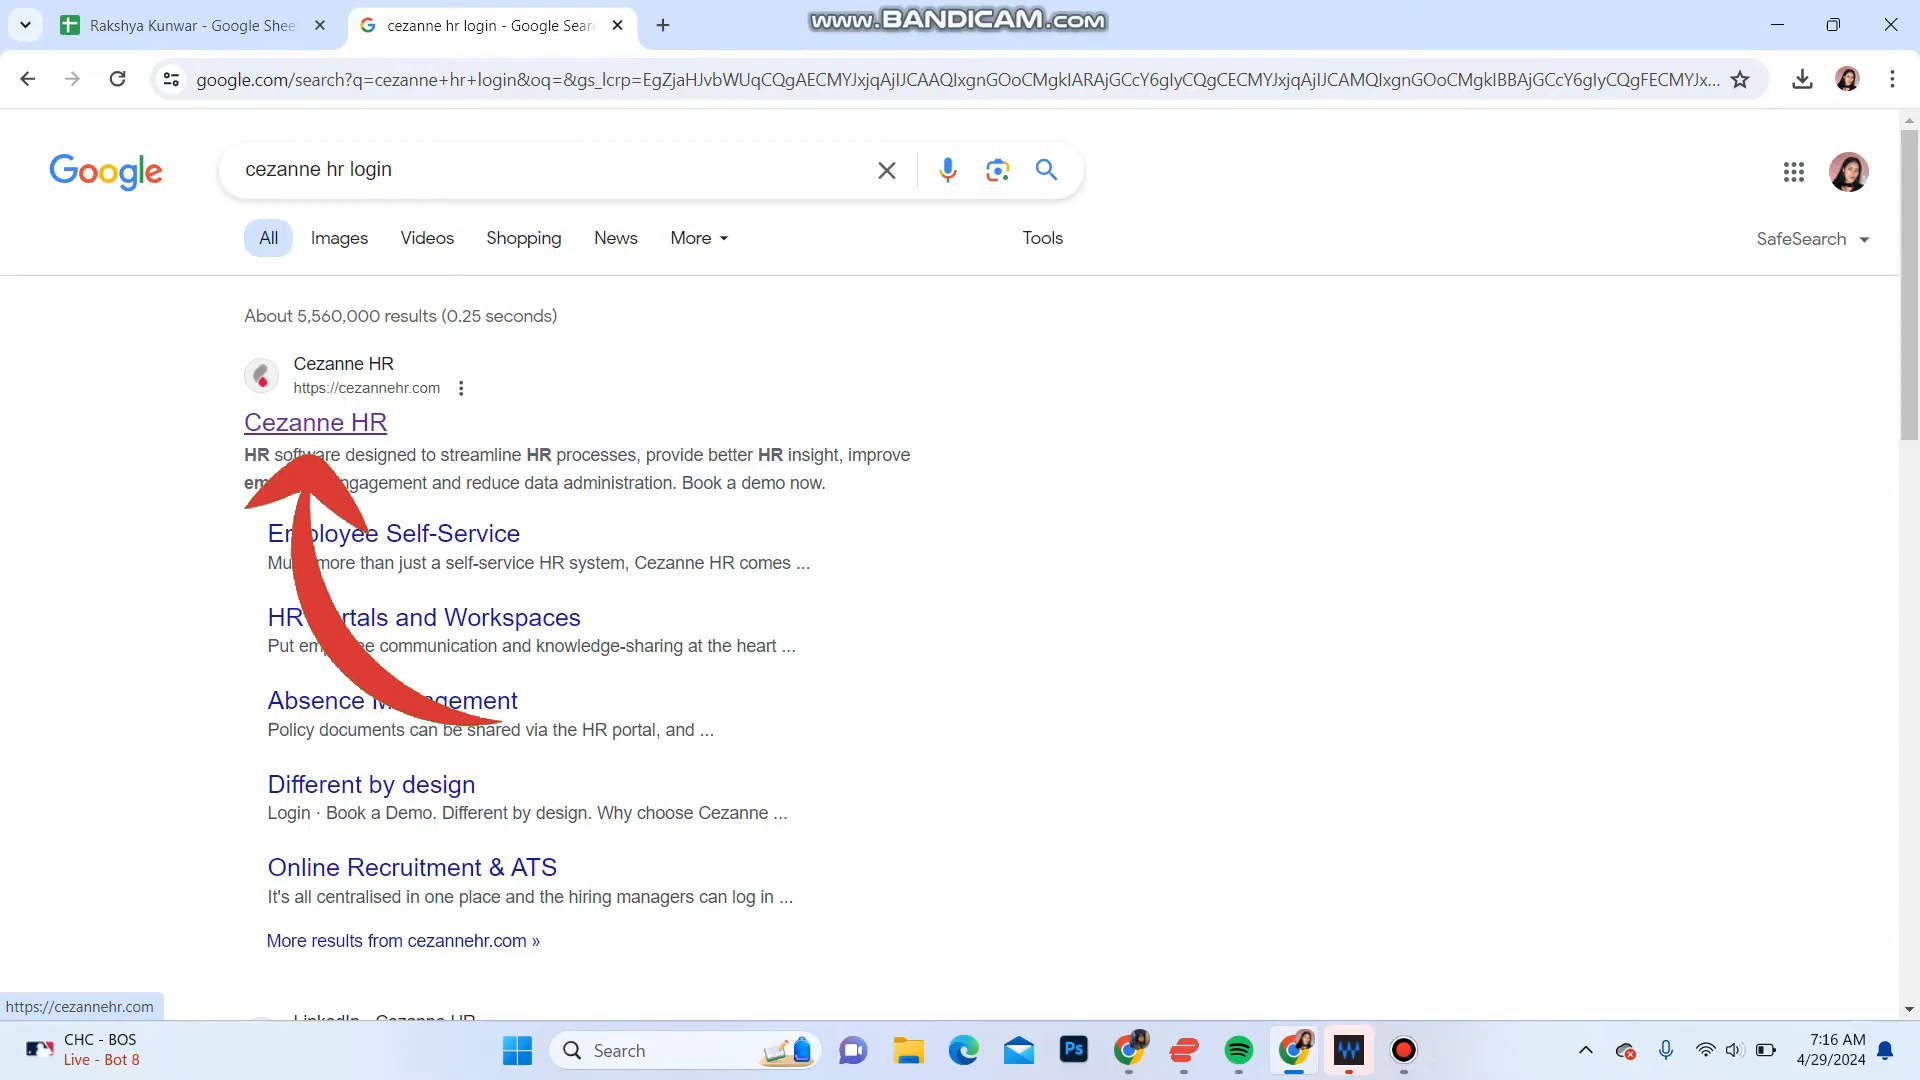 Rakshya Kunwar - Google Shee
cezanne hr login - Google Sear
www.BANDICAM.com
google.com/search?q=cezanne+hr+login&oq=&gs_lcrp=EgZjaHJvbWUqCQgAECMYJxjqAjIJCAAQIxgnGOoCMgkIARAjGCcY6gIyCQgCECMYJxjqAjIJCAMQIxgnGOoCMgkIBBAjGCcY6gIyCQgFECMYJx...
Google
cezanne hr login
All
Images
Videos
Shopping
News
More
Tools
SafeSearch
About 5,560,000 results (0.25 seconds)
Cezanne HR
https://cezannehr.com
Cezanne HR
HR software designed to streamline HR processes, provide better HR insight, improve
engagement and reduce data administration. Book a demo now.
Employee Self-Service
Much more than just a self-service HR system, Cezanne HR comes ...
HR Portals and Workspaces
Put employee communication and knowledge-sharing at the heart ...
Absence Management
Policy documents can be shared via the HR portal, and ...
Different by design
Login · Book a Demo. Different by design. Why choose Cezanne ...
Online Recruitment & ATS
It's all centralised in one place and the hiring managers can log in ...
More results from cezannehr.com »
LinkedIn · Cezanne HR
https://cezannehr.com
CHC - BOS
Live - Bot 8
Search
Ps
7:16 AM
4/29/2024